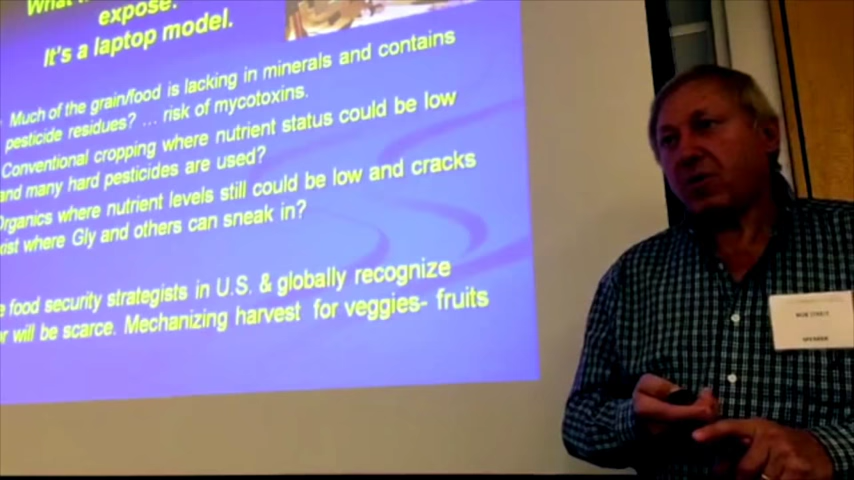 What
expose.
It's a laptop model.
Much of the grain/food is lacking in minerals and contains
pesticide residues? ... risk of mycotoxins.
Conventional cropping where nutrient status could be low
and many hard pesticides are used?
Organics where nutrient levels still could be low and cracks
xist where Gly and others can sneak in?
e food security strategists in U.S. & globally recognize
r will be scarce. Mechanizing harvest for veggies- fruits
SPEAKER